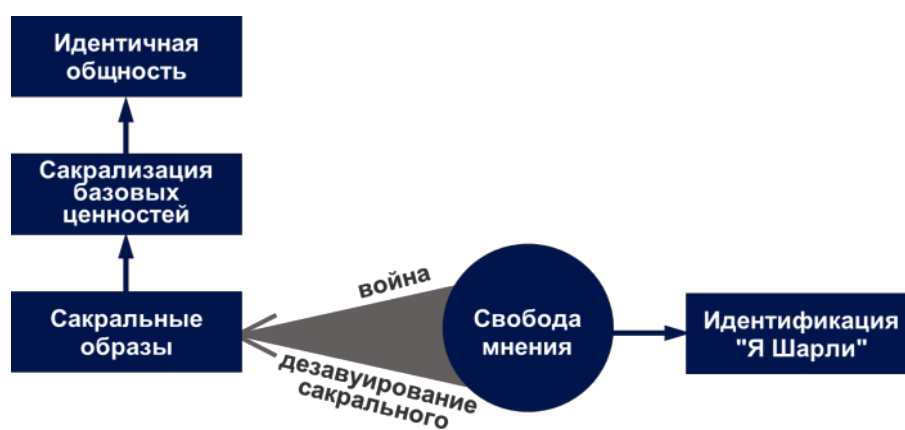 Идентичная
общность
Сакрализация
базовых
ценностей
Сакральные
образы
война
дезавуирование
сакрального
Свобода
мнения
Идентификация
"Я Шарли"